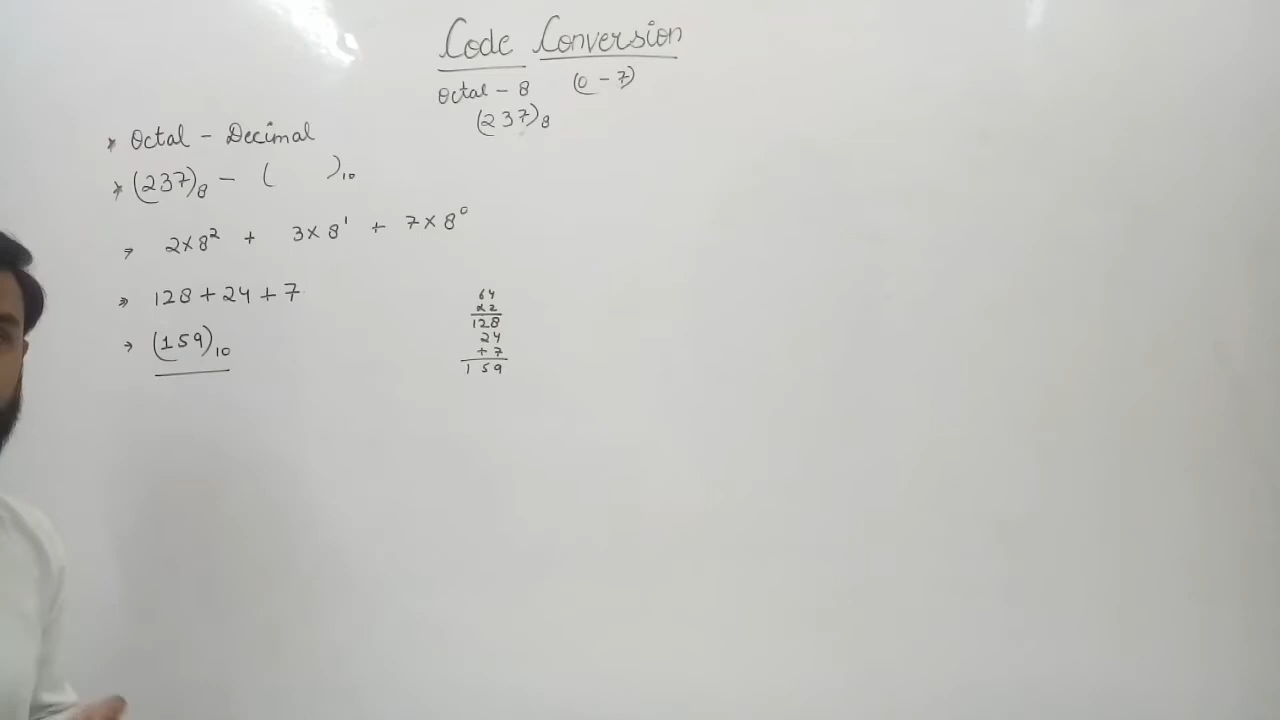 Code Conversion
Octal - 8 (0 - 7)
(237)₈
* Octal - Decimal
* (237)₈ - ( )₁₀
→ 2×8² + 3×8¹ + 7×8⁰
⇒ 128 + 24 + 7
→ (159)₁₀
64
×2
128
24
+ 7
159